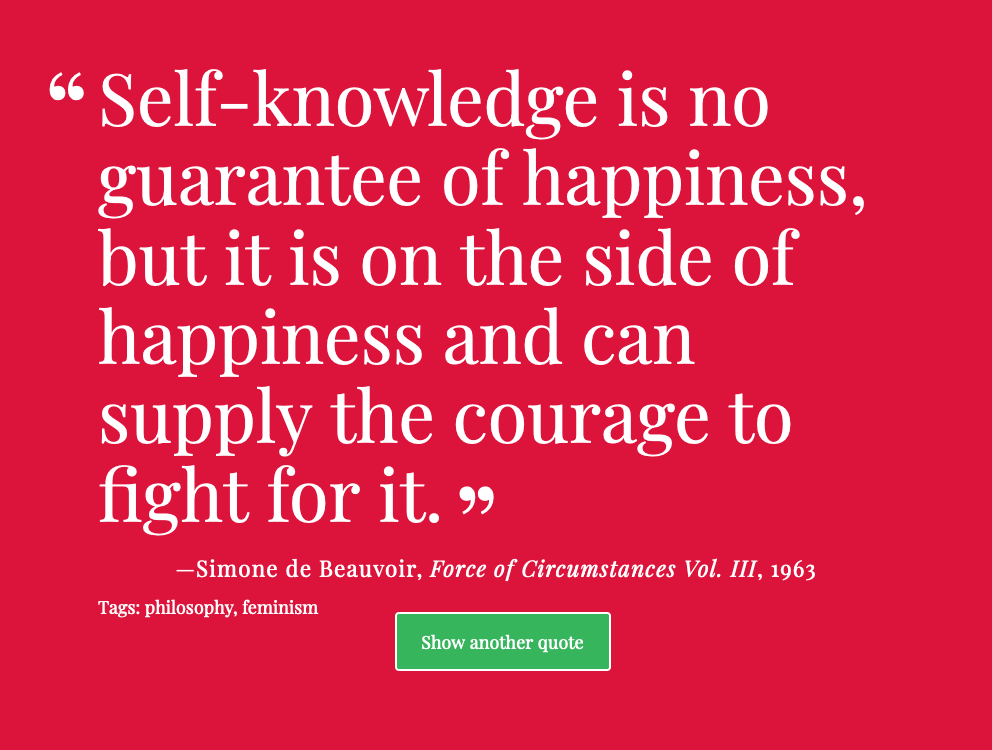 “Self-knowledge is no
guarantee of happiness,
but it is on the side of
happiness and can
supply the courage to
fight for it. ”
—Simone de Beauvoir, Force of Circumstances Vol. III, 1963
Tags: philosophy, feminism
Show another quote